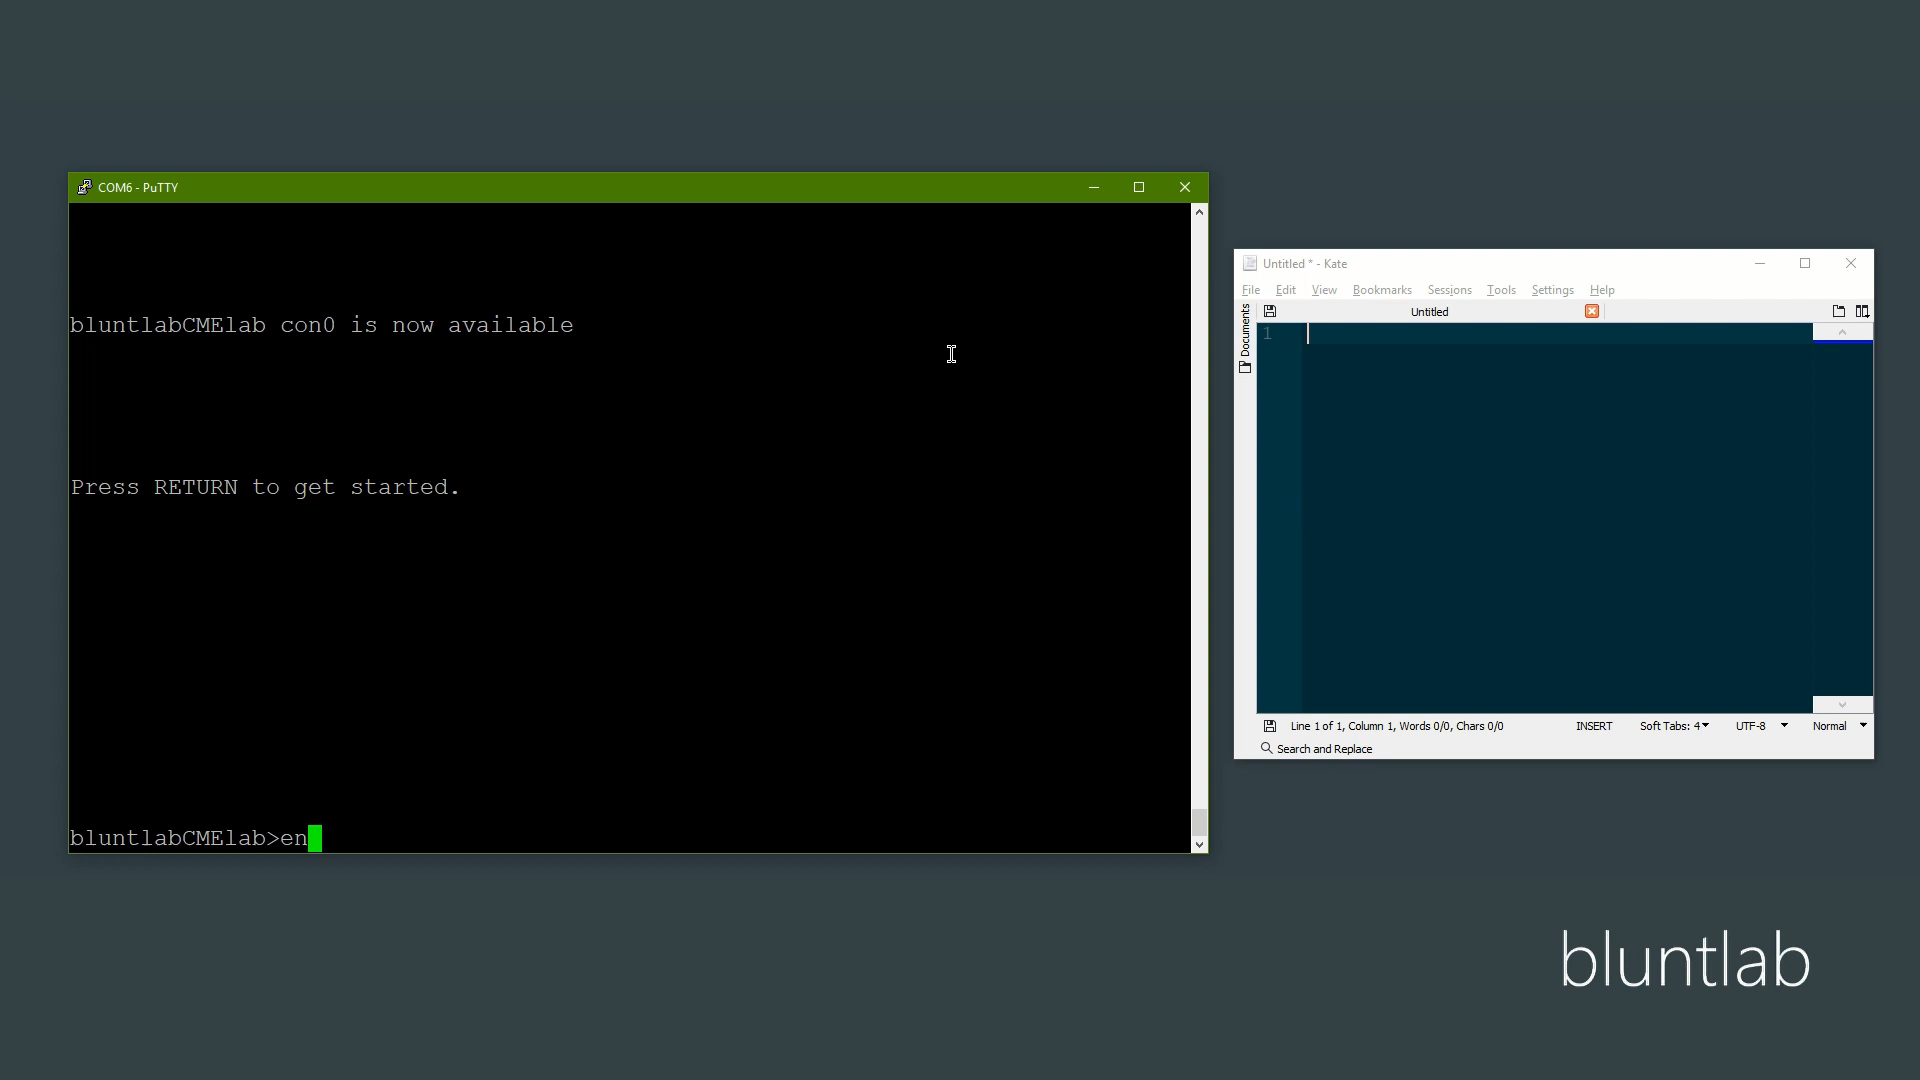 COM6 - PuTTY
bluntlabCMElab con0 is now available
Press RETURN to get started.
bluntlabCMElab>en
Untitled * - Kate
File Edit View Bookmarks Sessions Tools Settings Help
Documents
Untitled
1
Line 1 of 1, Column 1, Words 0/0, Chars 0/0 INSERT Soft Tabs: 4 UTF-8 Normal
Search and Replace
bluntlab